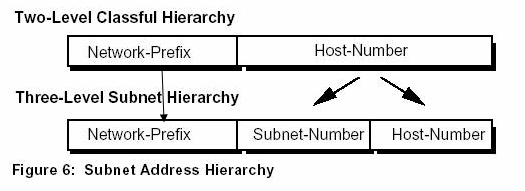 Two-Level Classful Hierarchy
Network-Prefix Host-Number
Three-Level Subnet Hierarchy
Network-Prefix Subnet-Number Host-Number
Figure 6: Subnet Address Hierarchy